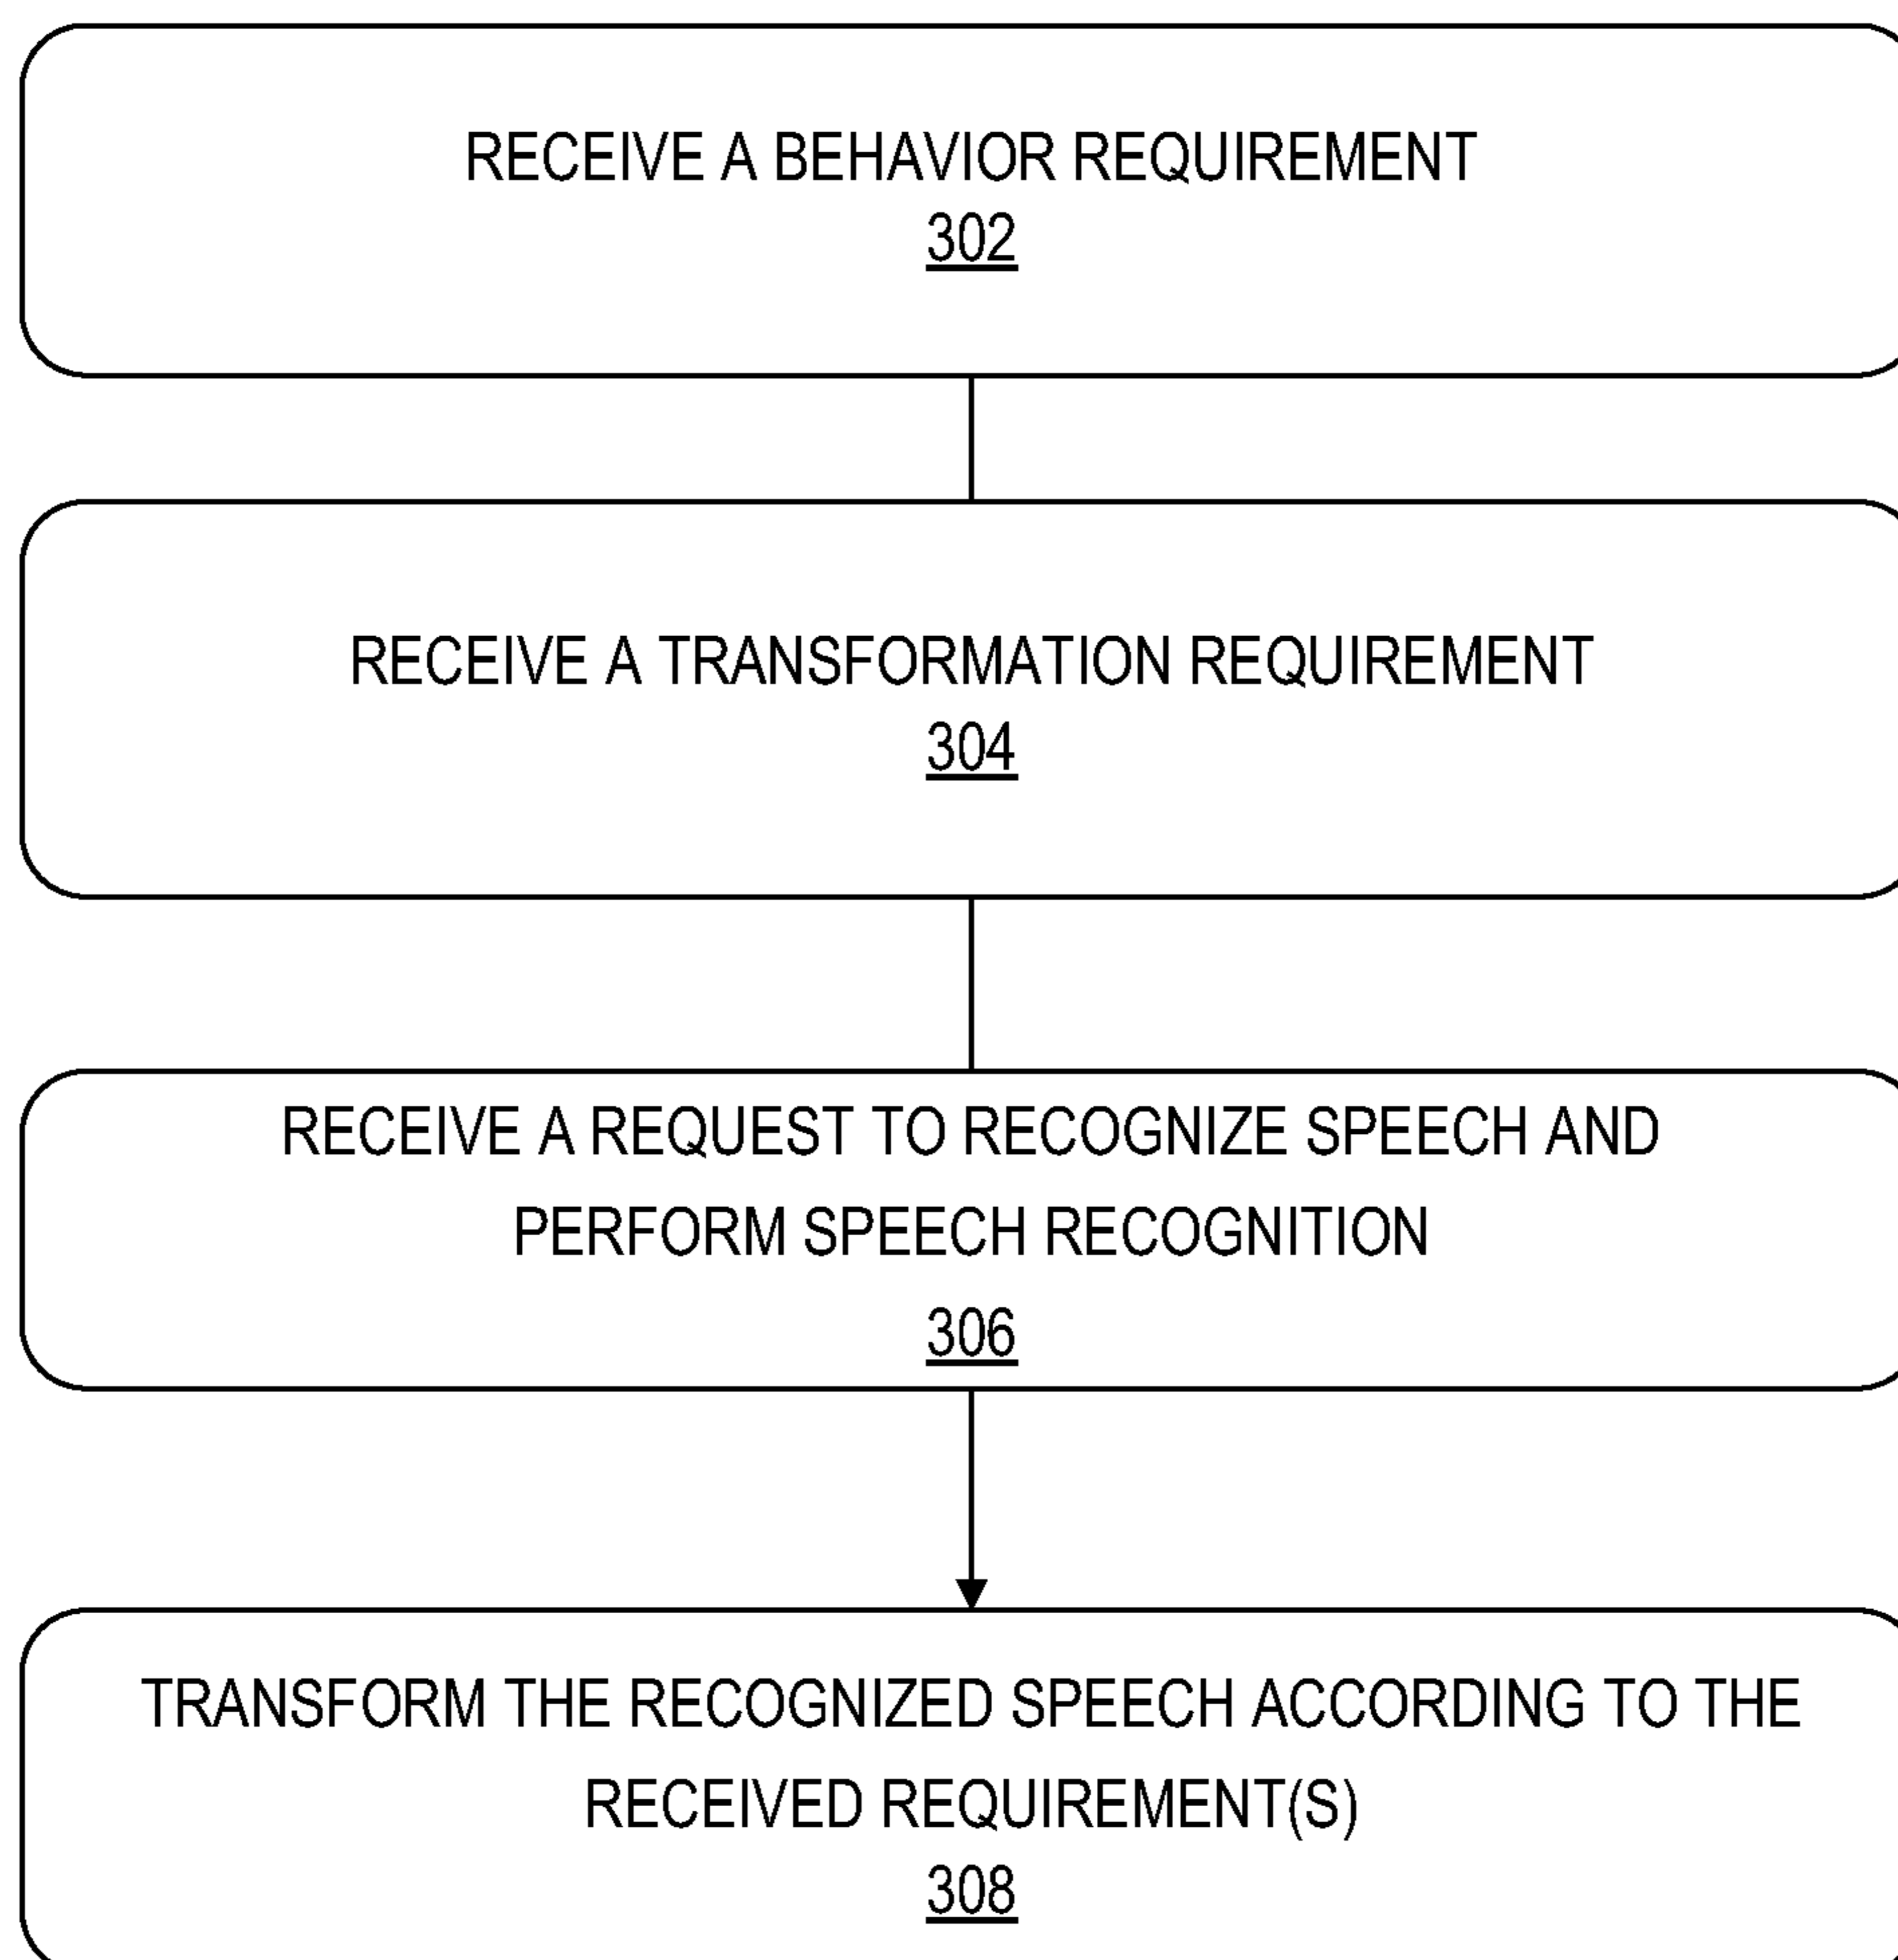 RECEIVE A BEHAVIOR REQUIREMENT
302
RECEIVE A TRANSFORMATION REQUIREMENT
304
RECEIVE A REQUEST TO RECOGNIZE SPEECH AND
PERFORM SPEECH RECOGNITION
306
TRANSFORM THE RECOGNIZED SPEECH ACCORDING TO THE
RECEIVED REQUIREMENT(S)
308